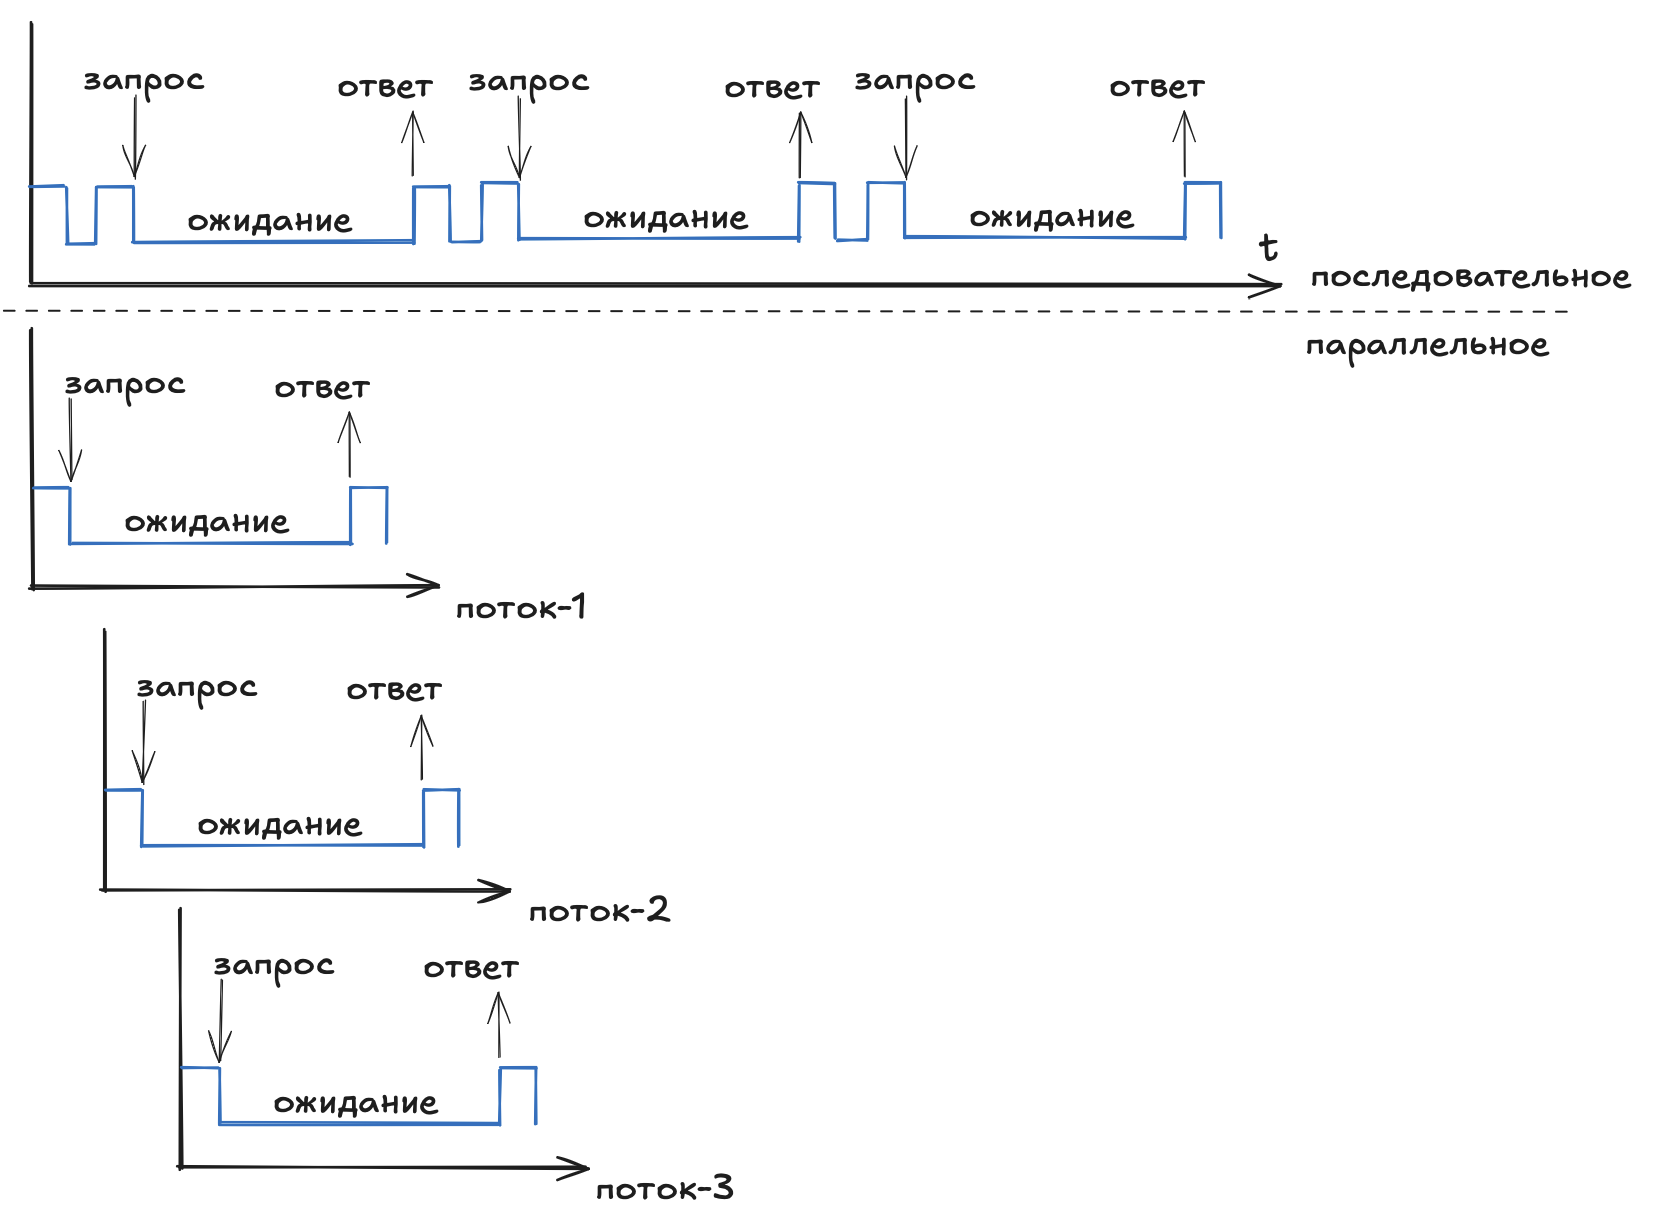 запрос ответ запрос ответ запрос ответ
ожидание ожидание ожидание
t
последовательное
параллельное
запрос ответ
ожидание
поток-1
запрос ответ
ожидание
поток-2
запрос ответ
ожидание
поток-3